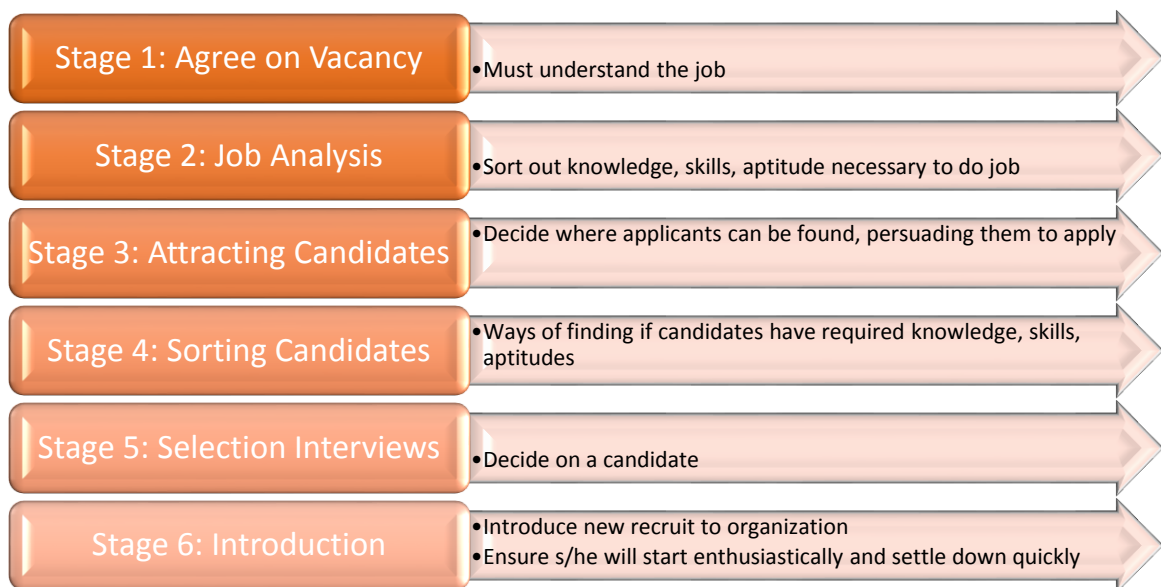 Stage 1: Agree on Vacancy
•Must understand the job
Stage 2: Job Analysis
•Sort out knowledge, skills, aptitude necessary to do job
Stage 3: Attracting Candidates
•Decide where applicants can be found, persuading them to apply
Stage 4: Sorting Candidates
•Ways of finding if candidates have required knowledge, skills,
aptitudes
Stage 5: Selection Interviews
•Decide on a candidate
Stage 6: Introduction
•Introduce new recruit to organization
•Ensure s/he will start enthusiastically and settle down quickly